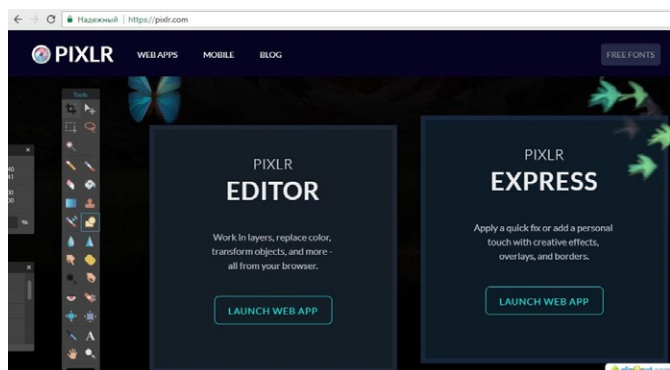 Надежный | https://pixlr.com
PIXLR
WEB APPS MOBILE BLOG
FREE FONTS
Tools
PIXLR
EDITOR
Work in layers, replace color,
transform objects, and more -
all from your browser.
LAUNCH WEB APP
PIXLR
EXPRESS
Apply a quick fix or add a personal
touch with creative effects,
overlays, and borders.
LAUNCH WEB APP
%